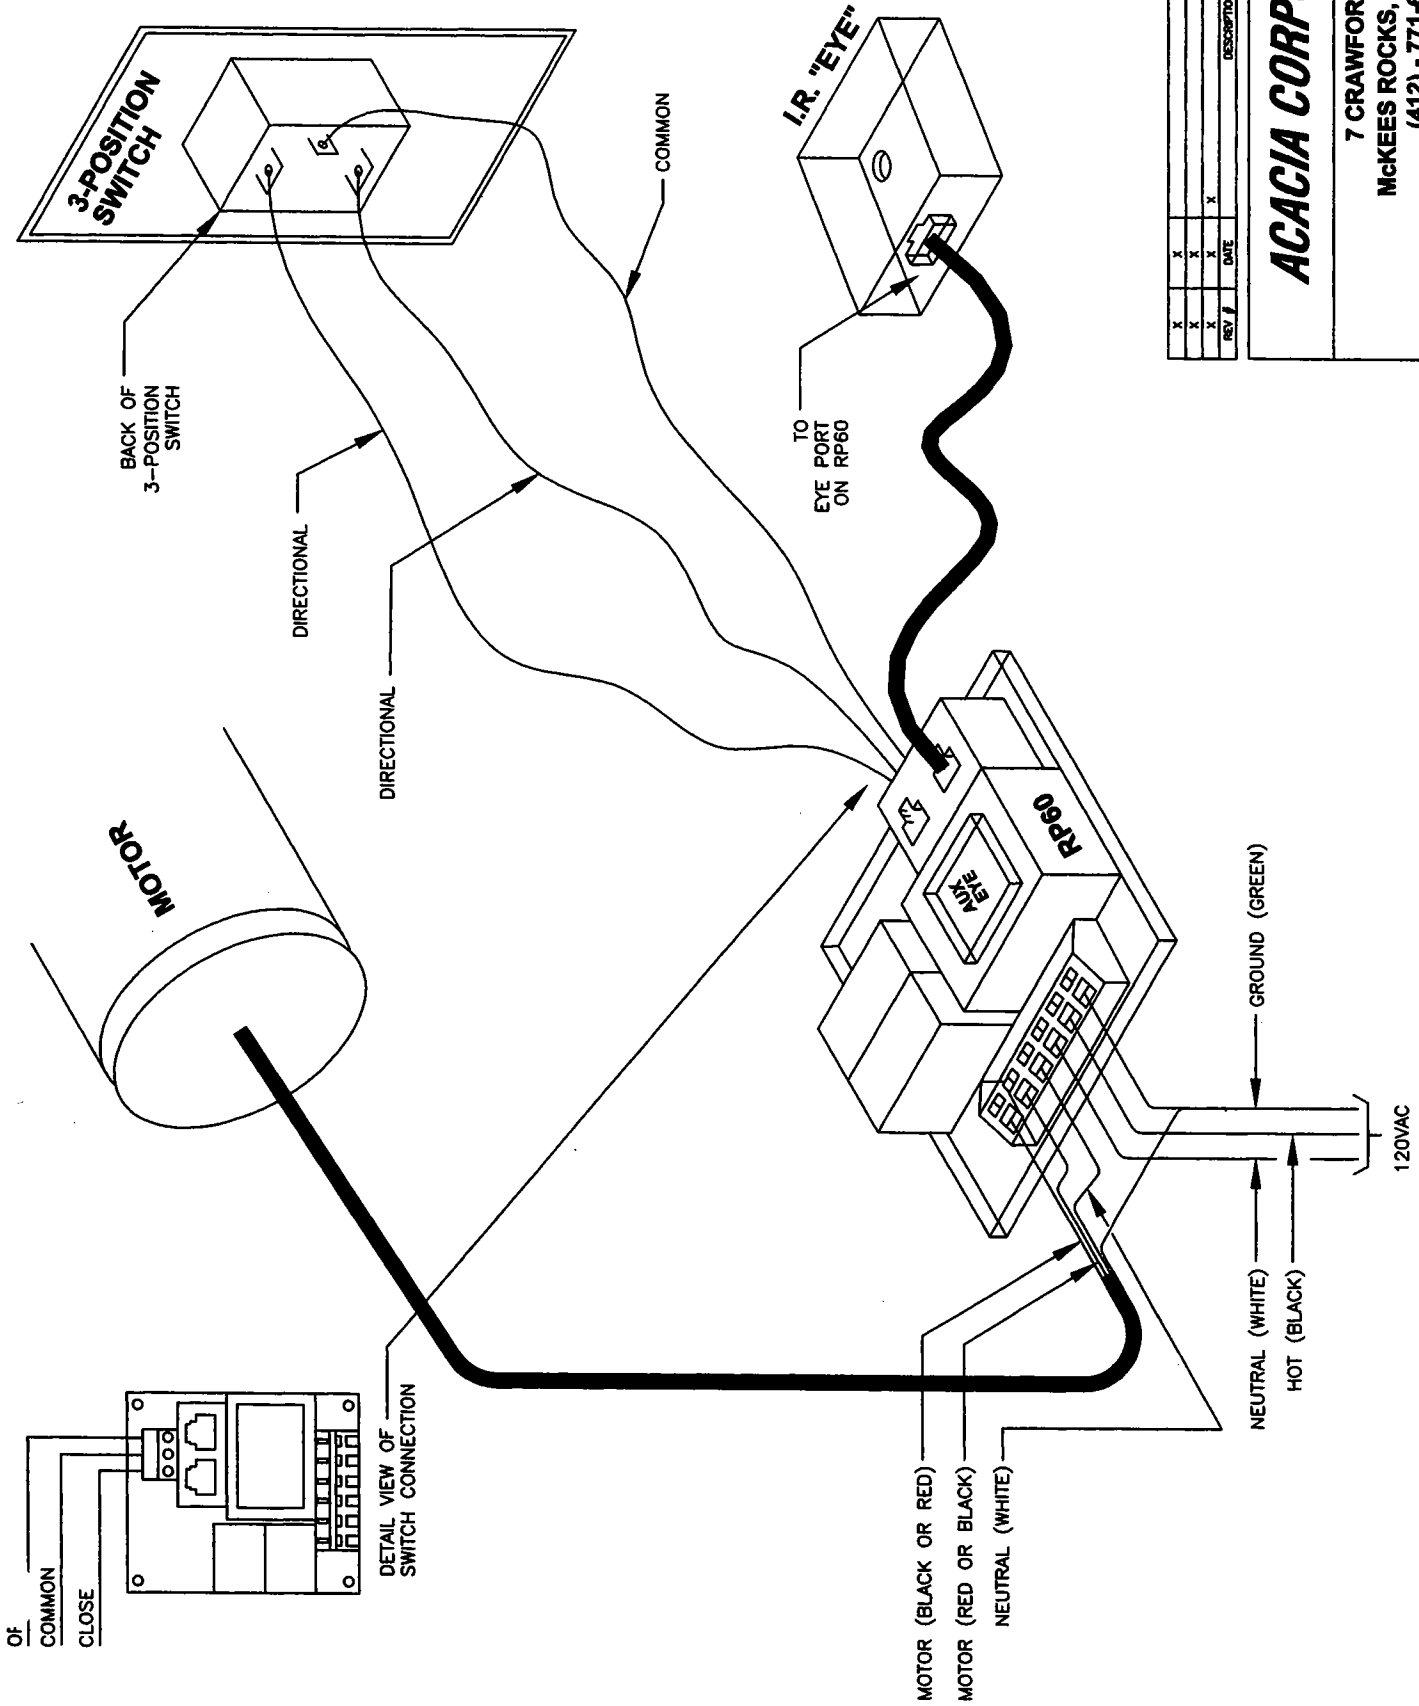 OF
COMMON
CLOSE
DETAIL VIEW OF
SWITCH CONNECTION
MOTOR
BACK OF
3-POSITION
SWITCH
3-POSITION
SWITCH
DIRECTIONAL
DIRECTIONAL
COMMON
I.R. "EYE"
TO
EYE PORT
ON RP60
AUX
EYE
RP60
MOTOR (BLACK OR RED)
MOTOR (RED OR BLACK)
NEUTRAL (WHITE)
NEUTRAL (WHITE)
HOT (BLACK)
GROUND (GREEN)
120VAC
X X
X X
X X X
REV # DATE
ACACIA
7
McKEES ROCKS,
(412) -